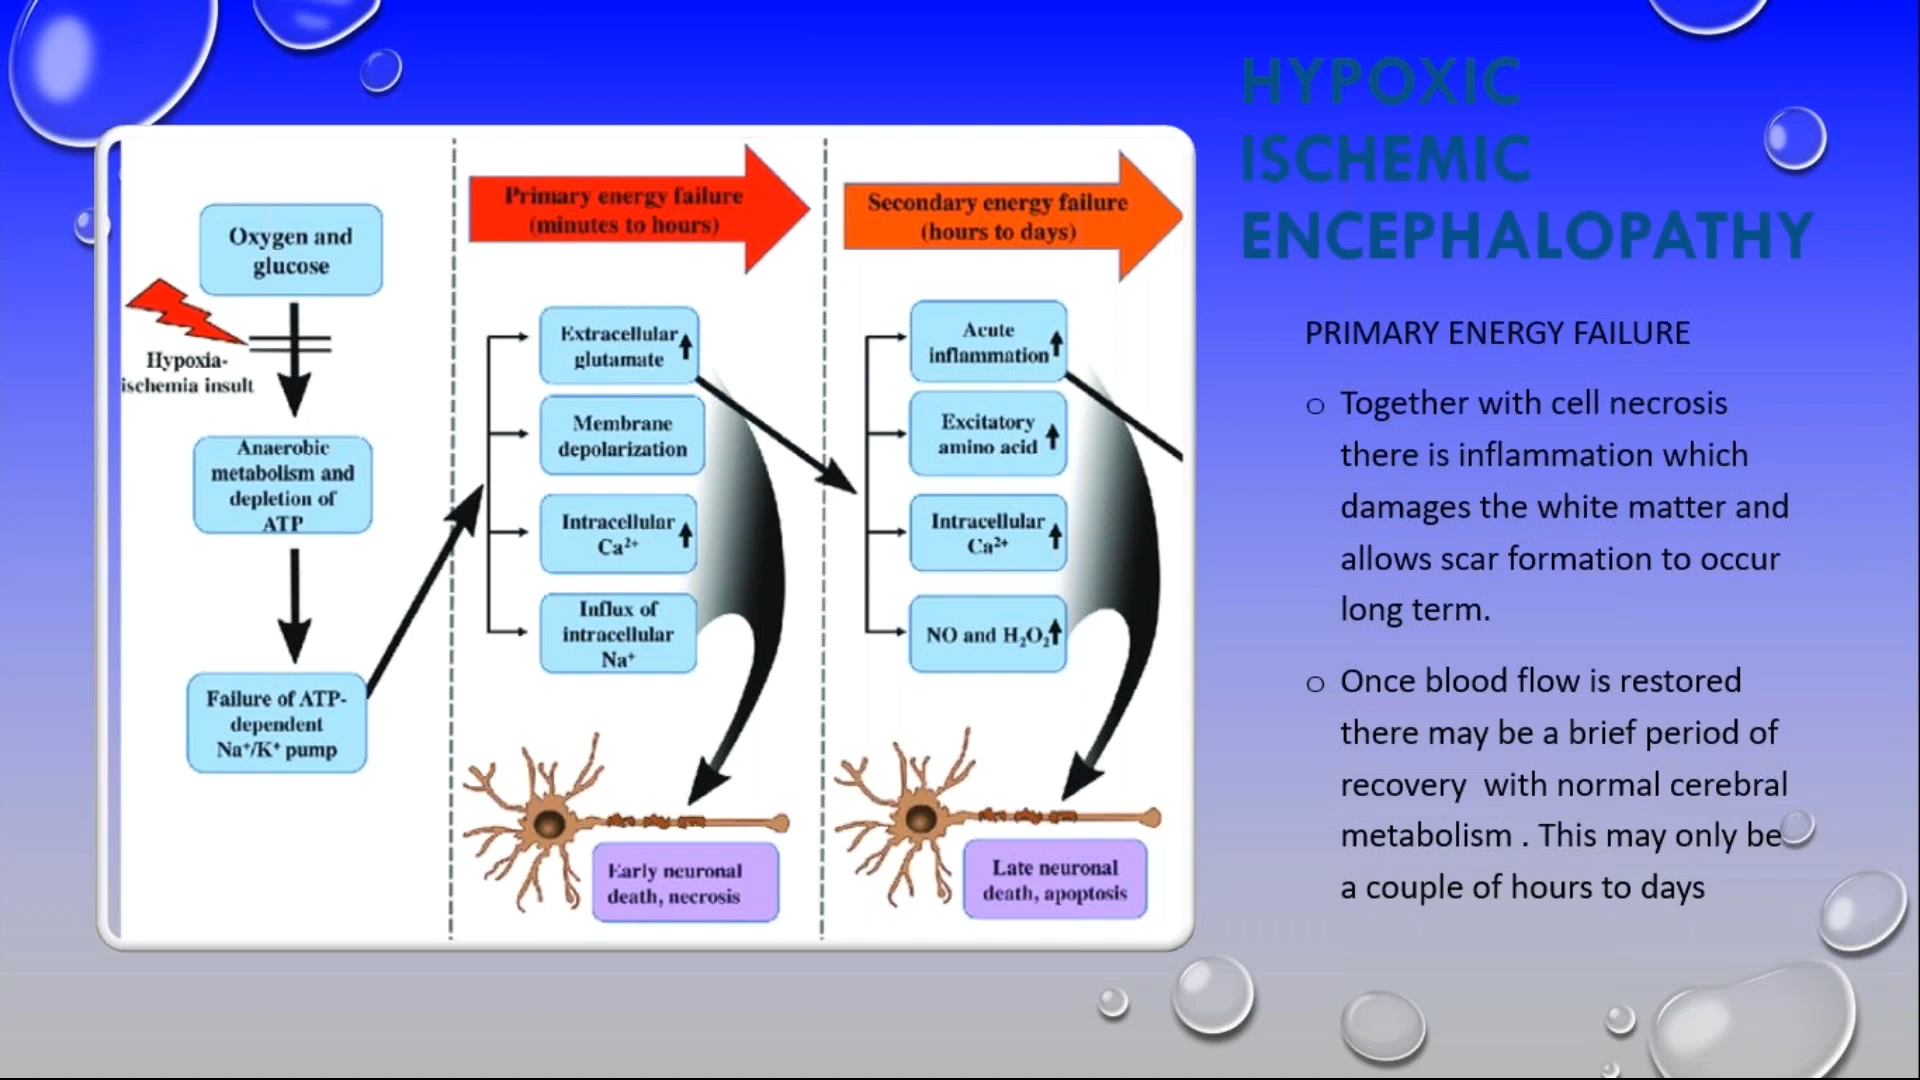 HYPOXIC
ISCHEMIC
ENCEPHALOPATHY
Oxygen and
glucose
Hypoxia-
ischemia insult
Anaerobic
metabolism and
depletion of
ATP
Failure of ATP-
dependent
Na⁺/K⁺ pump
Primary energy failure
(minutes to hours)
Extracellular
glutamate
Membrane
depolarization
Intracellular
Ca²⁺
Influx of
intracellular
Na⁺
Early neuronal
death, necrosis
Secondary energy failure
(hours to days)
Acute
inflammation
Excitatory
amino acid
Intracellular
Ca²⁺
NO and H₂O₂
Late neuronal
death, apoptosis
PRIMARY ENERGY FAILURE
o Together with cell necrosis
there is inflammation which
damages the white matter and
allows scar formation to occur
long term.
o Once blood flow is restored
there may be a brief period of
recovery with normal cerebral
metabolism . This may only be
a couple of hours to days